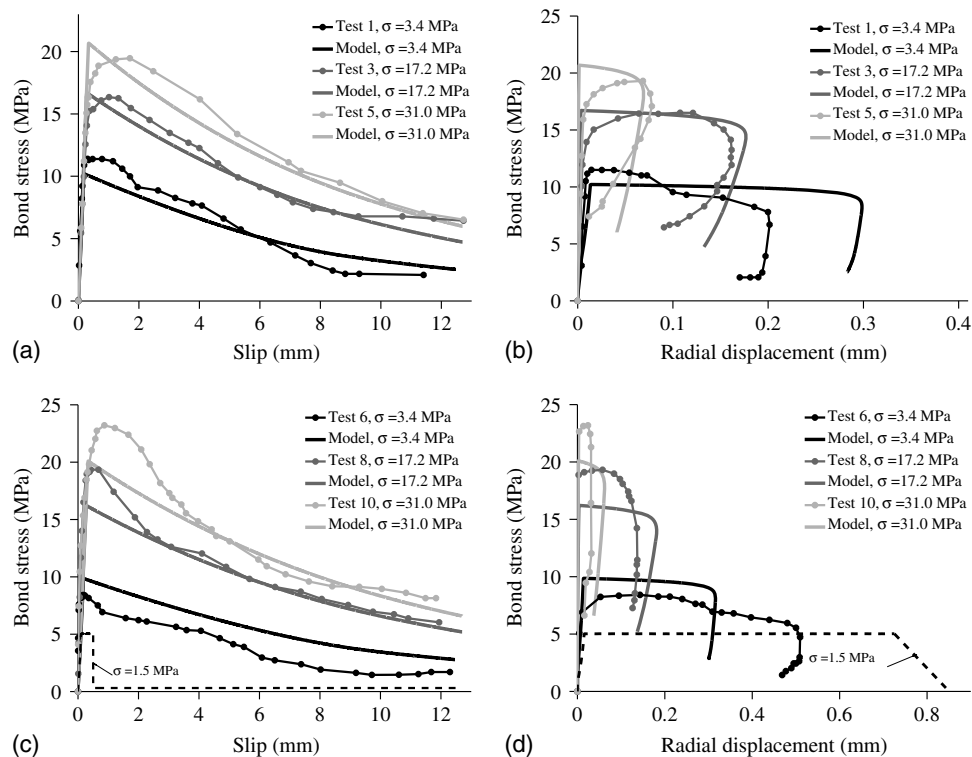 Test 1, σ =3.4 MPa
Model, σ =3.4 MPa
Test 3, σ =17.2 MPa
Model, σ =17.2 MPa
Test 5, σ =31.0 MPa
Model, σ =31.0 MPa
Bond stress (MPa)
20
15
10
5
0
0 2 4 6 8 10 12
Slip (mm)
(a)
Test 1, σ =3.4 MPa
Model, σ =3.4 MPa
Test 3, σ =17.2 MPa
Model, σ =17.2 MPa
Test 5, σ =31.0 MPa
Model, σ =31.0 MPa
Bond stress (MPa)
25
20
15
10
5
0
0 0.1 0.2 0.3 0.4
Radial displacement (mm)
(b)
Test 6, σ =3.4 MPa
Model, σ =3.4 MPa
Test 8, σ =17.2 MPa
Model, σ =17.2 MPa
Test 10, σ =31.0 MPa
Model, σ =31.0 MPa
Bond stress (MPa)
25
20
15
10
5
0
σ =1.5 MPa
0 2 4 6 8 10 12
Slip (mm)
(c)
Test 6, σ =3.4 MPa
Model, σ =3.4 MPa
Test 8, σ =17.2 MPa
Model, σ =17.2 MPa
Test 10, σ =31.0 MPa
Model, σ =31.0 MPa
Bond stress (MPa)
25
20
15
10
5
0
σ =1.5 MPa
0 0.2 0.4 0.6 0.8
Radial displacement (mm)
(d)